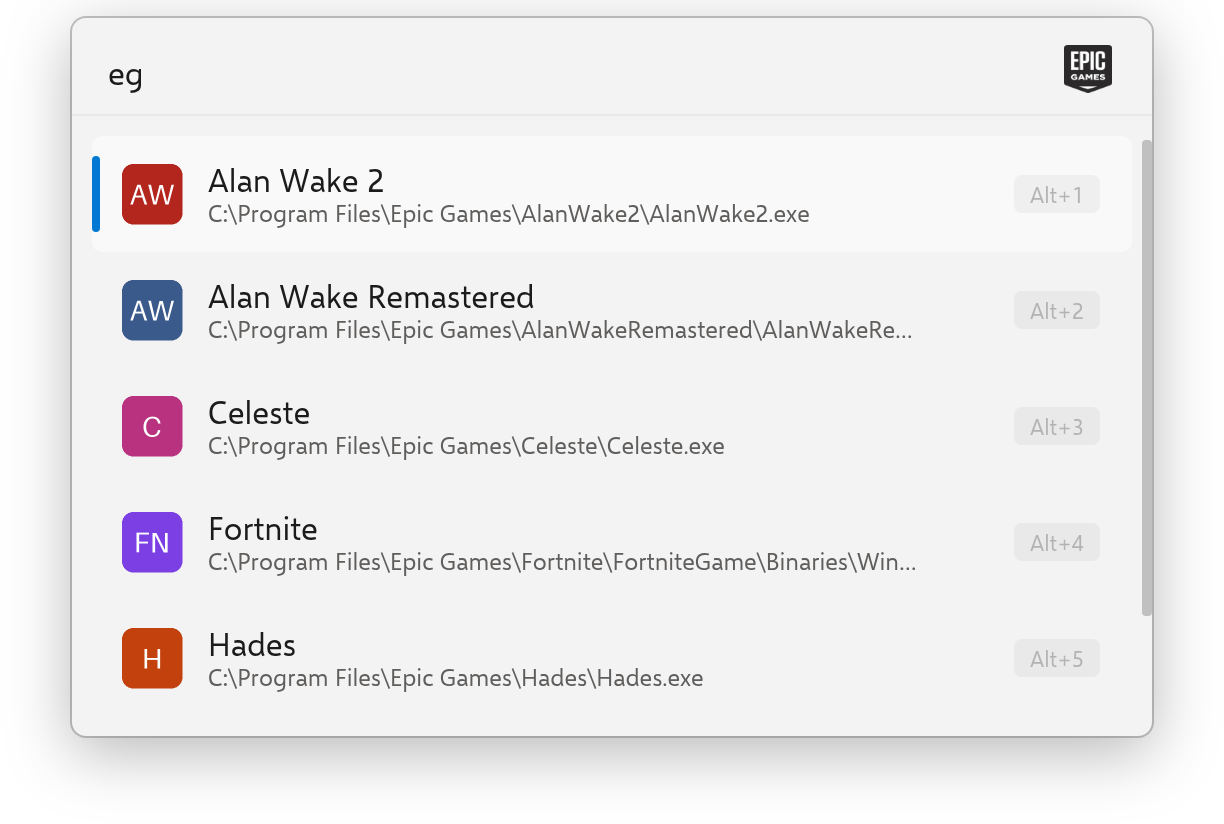 eg
EPIC
GAMES
AW
Alan Wake 2
C:\Program Files\Epic Games\AlanWake2\AlanWake2.exe
Alt+1
AW
Alan Wake Remastered
C:\Program Files\Epic Games\AlanWakeRemastered\AlanWakeRe...
Alt+2
C
Celeste
C:\Program Files\Epic Games\Celeste\Celeste.exe
Alt+3
FN
Fortnite
C:\Program Files\Epic Games\Fortnite\FortniteGame\Binaries\Win...
Alt+4
H
Hades
C:\Program Files\Epic Games\Hades\Hades.exe
Alt+5